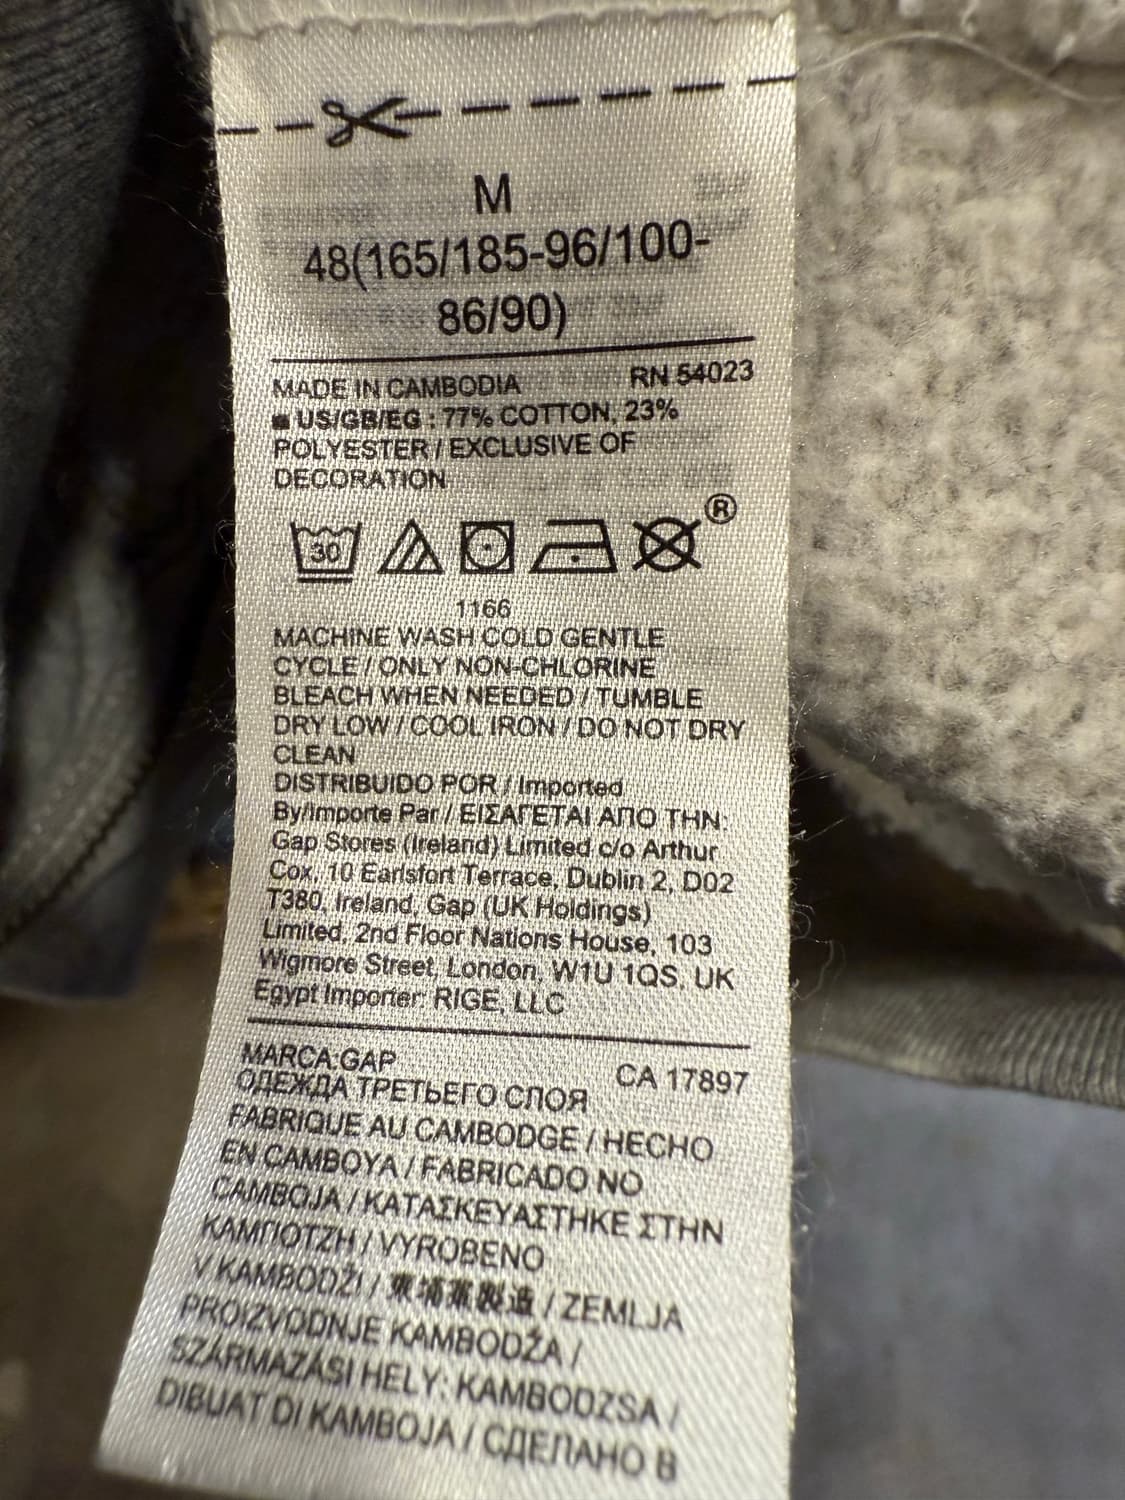 M
48(165/185-96/100-
86/90)
MADE IN CAMBODIA RN 54023
■ US/GB/EG : 77% COTTON, 23%
POLYESTER / EXCLUSIVE OF
DECORATION
30 ®
1166
MACHINE WASH COLD GENTLE
CYCLE / ONLY NON-CHLORINE
BLEACH WHEN NEEDED / TUMBLE
DRY LOW / COOL IRON / DO NOT DRY
CLEAN
DISTRIBUIDO POR / Imported
By/Importe Par / ΕΙΣΑΓΕΤΑΙ ΑΠΟ ΤΗΝ:
Gap Stores (Ireland) Limited c/o Arthur
Cox, 10 Earlsfort Terrace, Dublin 2, D02
T380, Ireland, Gap (UK Holdings)
Limited, 2nd Floor Nations House, 103
Wigmore Street, London, W1U 1QS, UK
Egypt Importer: RIGE, LLC
MARCA:GAP CA 17897
ОДЕЖДА ТРЕТЬЕГО СЛОЯ
FABRIQUE AU CAMBODGE / HECHO
EN CAMBOYA / FABRICADO NO
CAMBOJA / ΚΑΤΑΣΚΕΥΑΣΤΗΚΕ ΣΤΗΝ
ΚΑΜΠΟΤΖΗ / VYROBENO
V KAMBODŽI / 柬埔寨製造 / ZEMLJA
PROIZVODNJE KAMBODŽA /
SZÁRMAZÁSI HELY: KAMBODZSA /
DIBUAT DI KAMBOJA / СДЕЛАНО В